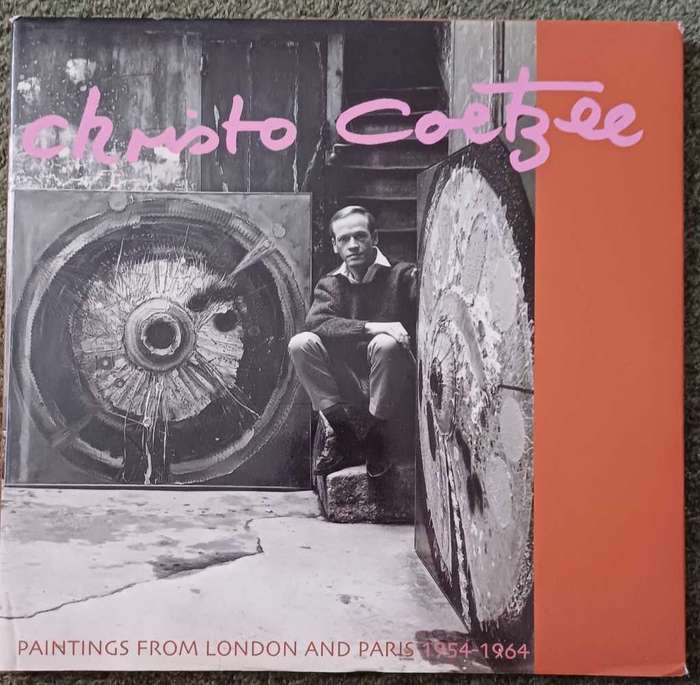 christo coetzee
PAINTINGS FROM LONDON AND PARIS 1954-1964